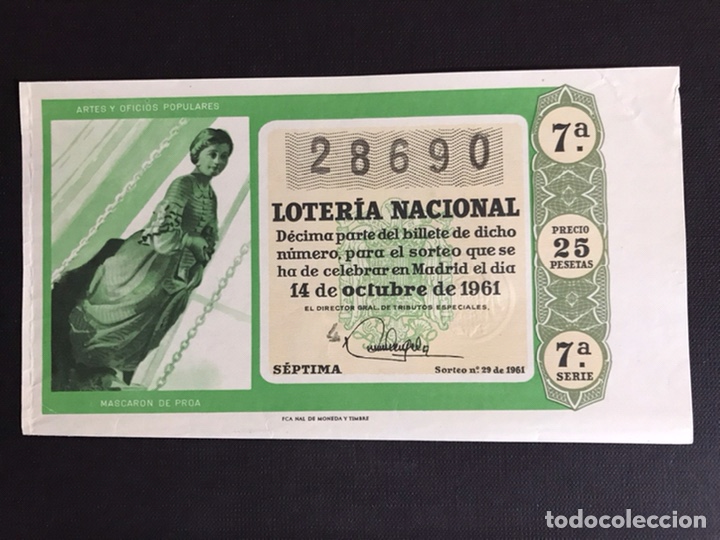 ARTES Y OFICIOS POPULARES
MASCARON DE PROA
28690
LOTERÍA NACIONAL
Décima parte del billete de dicho
número, para el sorteo que se
ha de celebrar en Madrid el día
14 de octubre de 1961
EL DIRECTOR GRAL. DE TRIBUTOS ESPECIALES,
SÉPTIMA
Sorteo nº 29 de 1961
7ª
PRECIO
25
PESETAS
7ª
SERIE
FCA NAL DE MONEDA Y TIMBRE
todocoleccion
todocoleccion.net